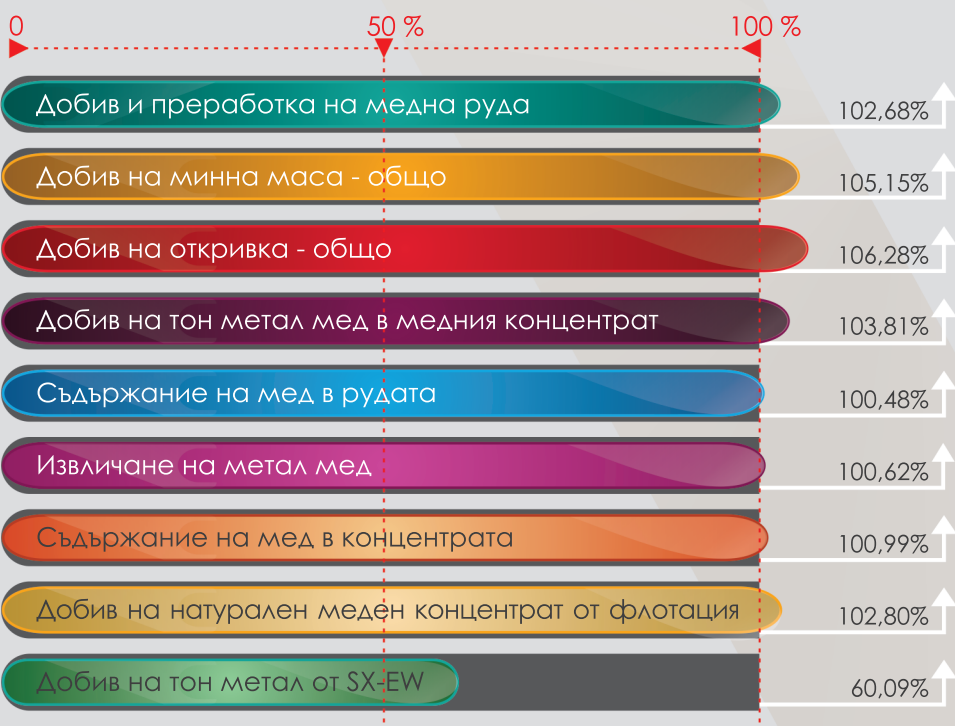 0 50 % 100 %
Добив и преработка на медна руда 102,68%
Добив на минна маса - общо 105,15%
Добив на откривка - общо 106,28%
Добив на тон метал мед в медния концентрат 103,81%
Съдържание на мед в рудата 100,48%
Извличане на метал мед 100,62%
Съдържание на мед в концентрата 100,99%
Добив на натурален меден концентрат от флотация 102,80%
Добив на тон метал от SX-EW 60,09%